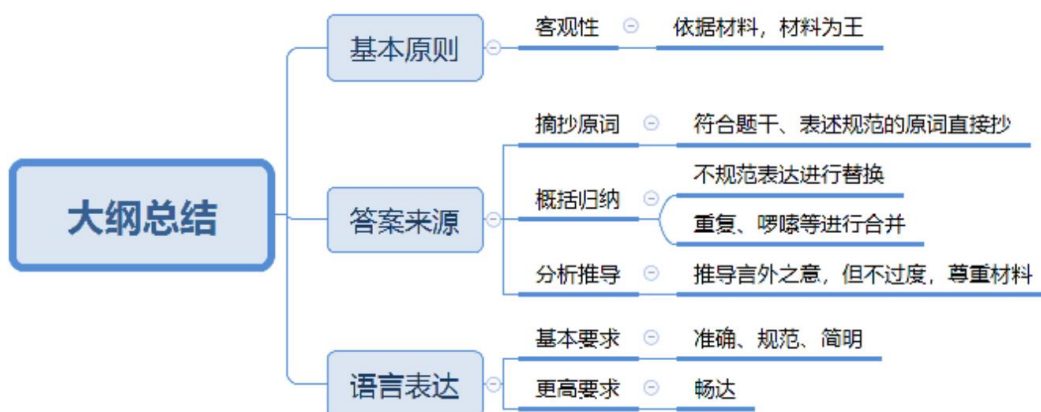 大纲总结
基本原则
客观性
依据材料，材料为王
答案来源
摘抄原词
符合题干、表述规范的原词直接抄
概括归纳
不规范表达进行替换
重复、啰嗦等进行合并
分析推导
推导言外之意，但不过度，尊重材料
语言表达
基本要求
准确、规范、简明
更高要求
畅达